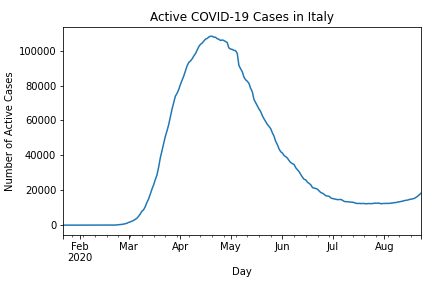 Active COVID-19 Cases in Italy
Number of Active Cases
100000
80000
60000
40000
20000
0
Feb Mar Apr May Jun Jul Aug
2020
Day